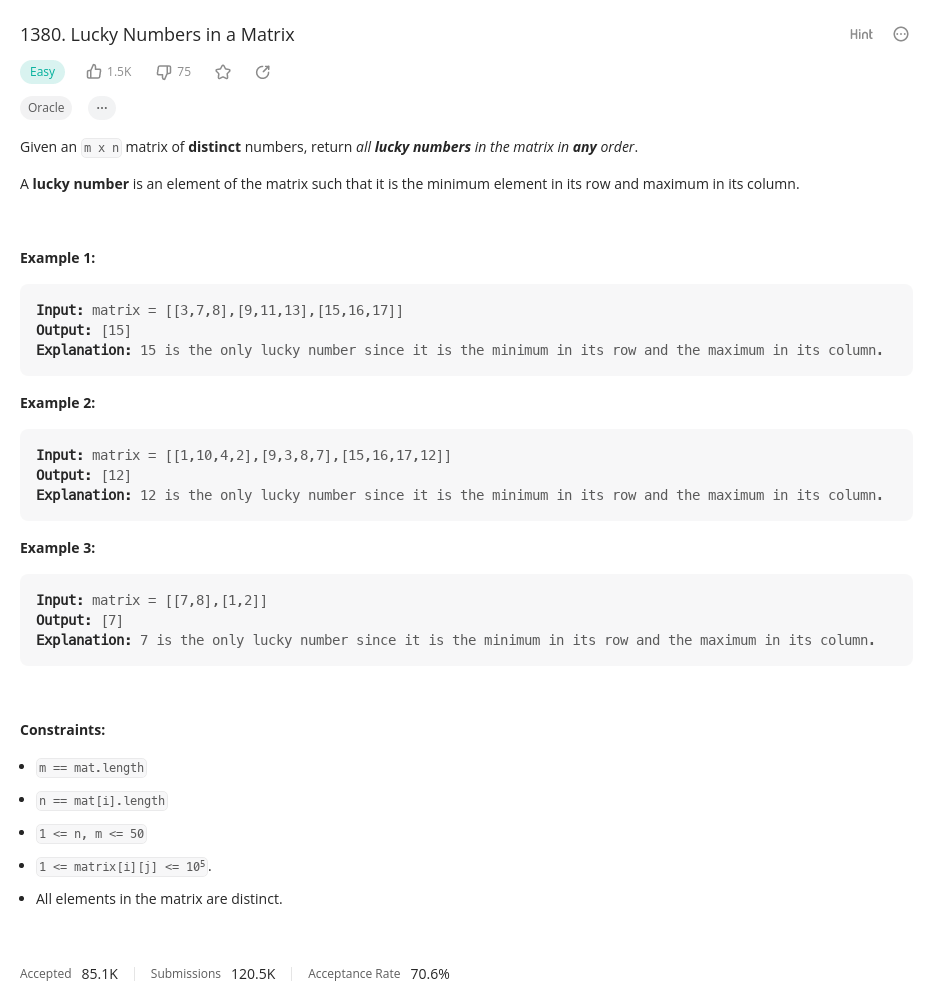 1380. Lucky Numbers in a Matrix
Hint
Easy 1.5K 75
Oracle ...
Given an m x n matrix of distinct numbers, return all lucky numbers in the matrix in any order.
A lucky number is an element of the matrix such that it is the minimum element in its row and maximum in its column.
Example 1:
Input: matrix = [[3,7,8],[9,11,13],[15,16,17]]
Output: [15]
Explanation: 15 is the only lucky number since it is the minimum in its row and the maximum in its column.
Example 2:
Input: matrix = [[1,10,4,2],[9,3,8,7],[15,16,17,12]]
Output: [12]
Explanation: 12 is the only lucky number since it is the minimum in its row and the maximum in its column.
Example 3:
Input: matrix = [[7,8],[1,2]]
Output: [7]
Explanation: 7 is the only lucky number since it is the minimum in its row and the maximum in its column.
Constraints:
• m == mat.length
• n == mat[i].length
• 1 <= n, m <= 50
• 1 <= matrix[i][j] <= 10⁵.
• All elements in the matrix are distinct.
Accepted 85.1K Submissions 120.5K Acceptance Rate 70.6%